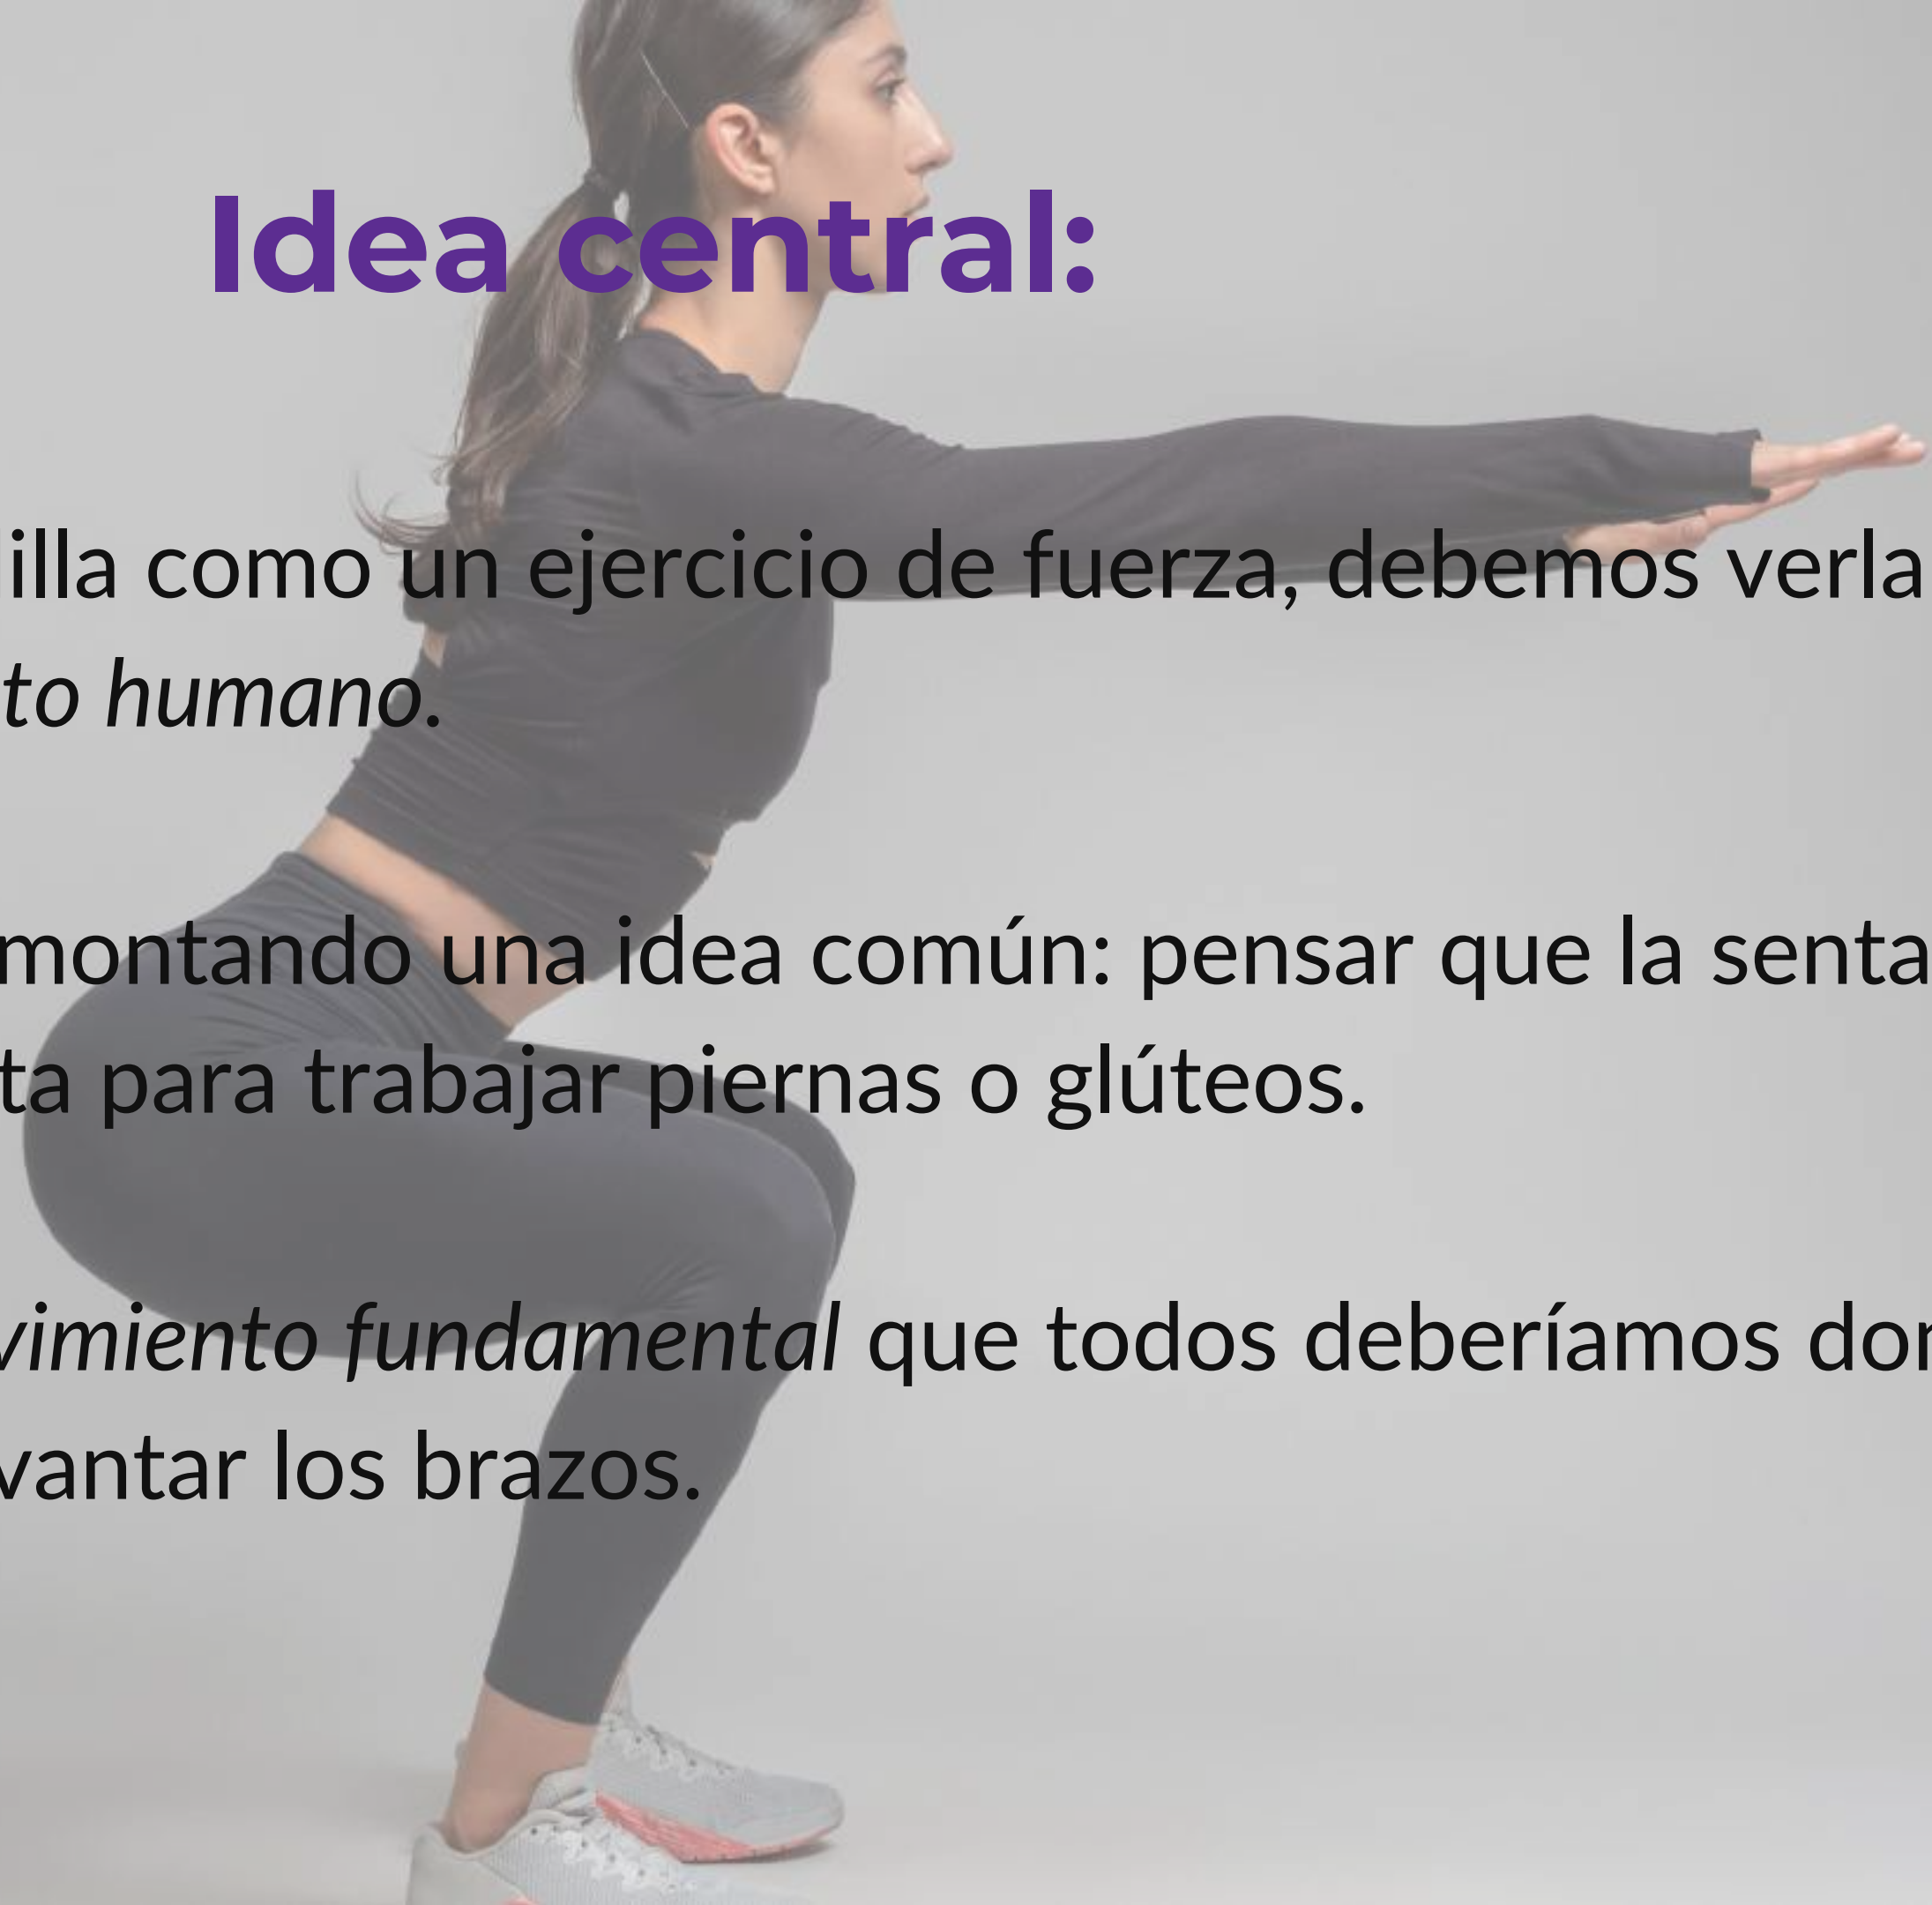 Idea central:
illa como un ejercicio de fuerza, debemos verla
to humano.
montando una idea común: pensar que la senta
ta para trabajar piernas o glúteos.
vimiento fundamental que todos deberíamos dom
vantar los brazos.